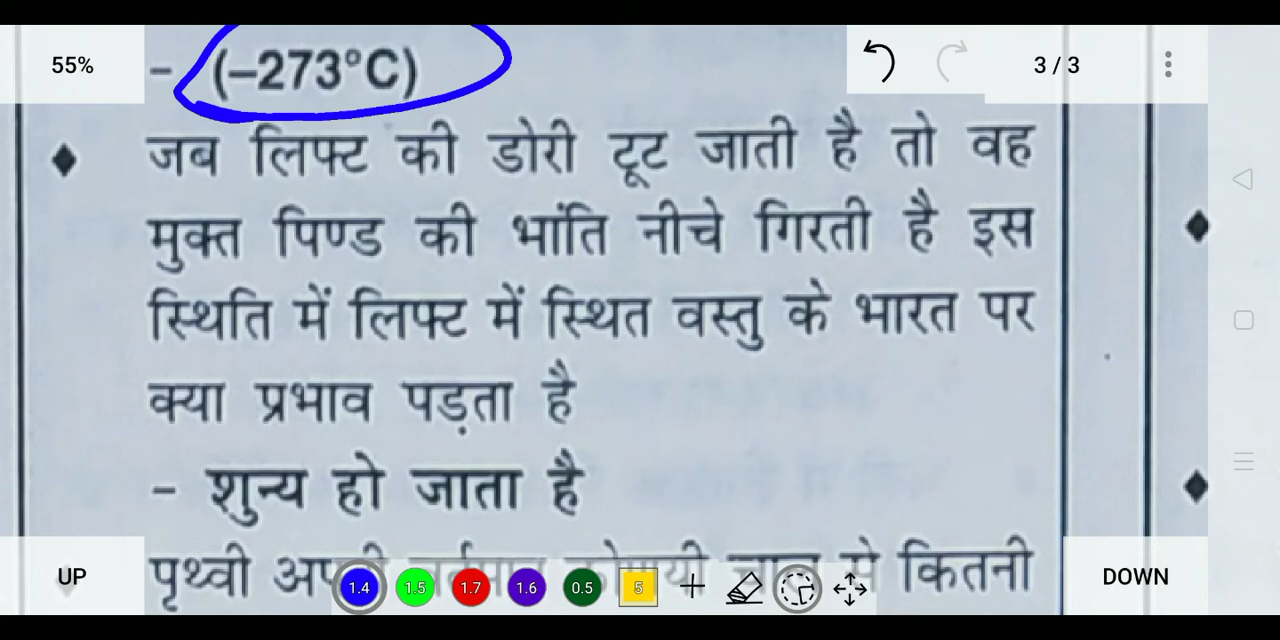 55%
- (-273°C)
3 / 3
जब लिफ्ट की डोरी टूट जाती है तो वह
मुक्त पिण्ड की भांति नीचे गिरती है इस
स्थिति में लिफ्ट में स्थित वस्तु के भारत पर
क्या प्रभाव पड़ता है
- शुन्य हो जाता है
पृथ्वी कितनी
UP
1.4 1.5 1.7 1.6 0.5 5
DOWN